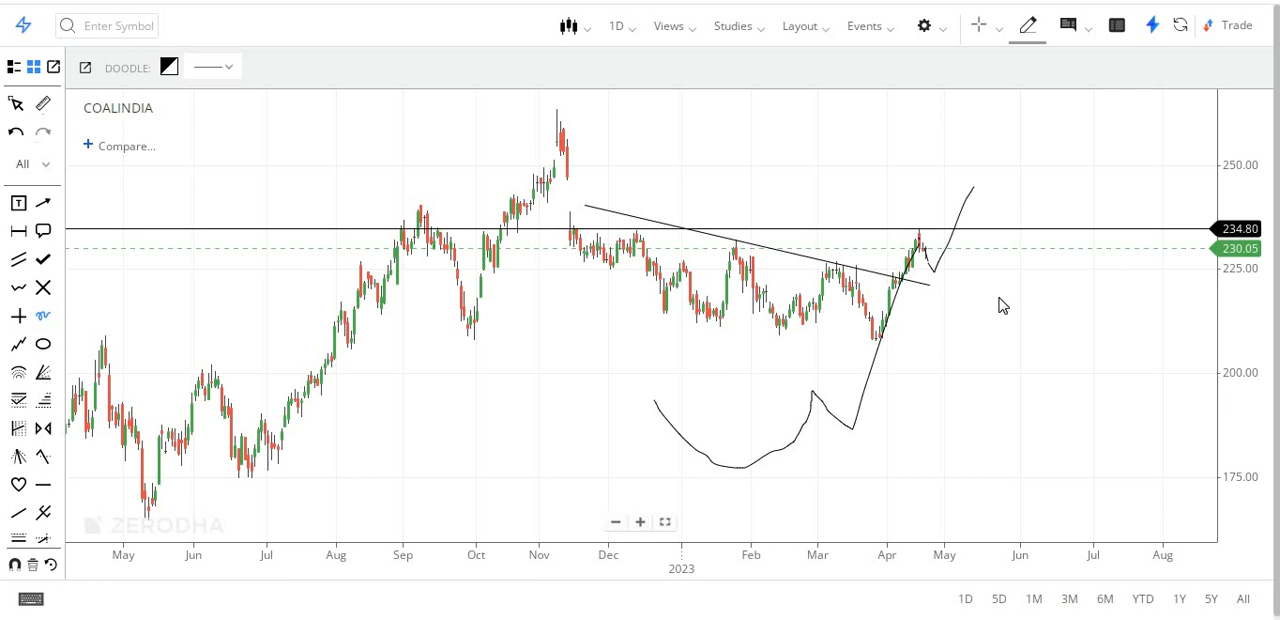 Enter Symbol 1D Views Studies Layout Events Trade
DOODLE:
COALINDIA
+ Compare...
All
T
250.00
234.80
230.05
225.00
200.00
175.00
ZERODHA
May Jun Jul Aug Sep Oct Nov Dec Feb Mar Apr May Jun Jul Aug
2023
1D 5D 1M 3M 6M YTD 1Y 5Y All